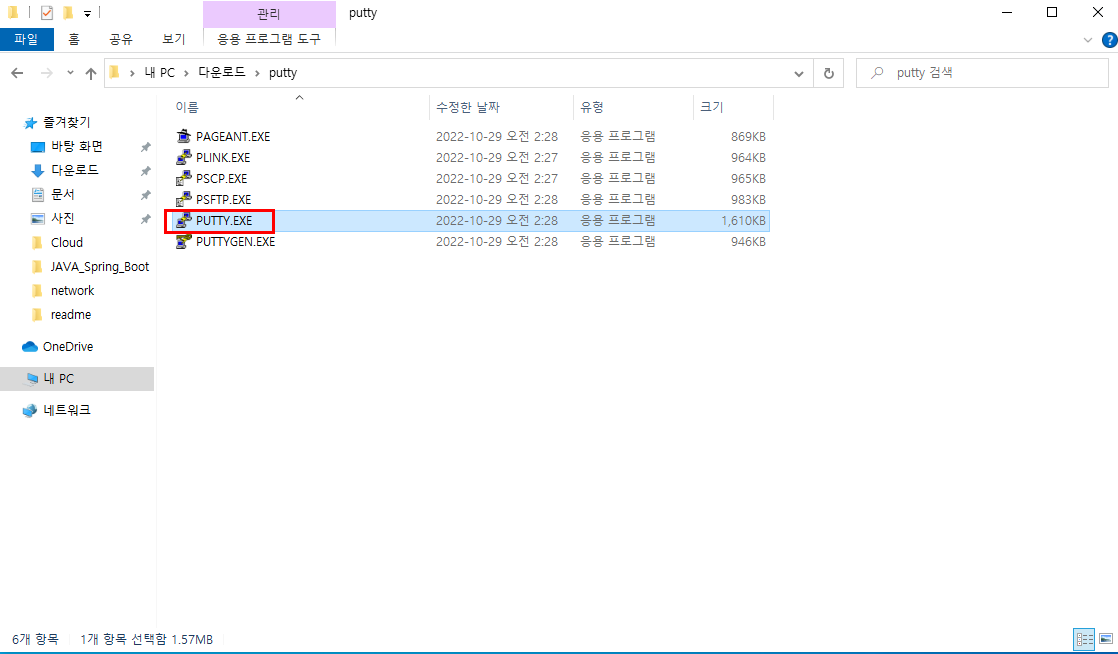 관리 putty
파일 홈 공유 보기 응용 프로그램 도구
내 PC 다운로드 putty putty 검색
이름 수정한 날짜 유형 크기
즐겨찾기
바탕 화면
다운로드
문서
사진
Cloud
JAVA_Spring_Boot
network
readme
OneDrive
내 PC
네트워크
PAGEANT.EXE 2022-10-29 오전 2:28 응용 프로그램 869KB
PLINK.EXE 2022-10-29 오전 2:27 응용 프로그램 964KB
PSCP.EXE 2022-10-29 오전 2:27 응용 프로그램 965KB
PSFTP.EXE 2022-10-29 오전 2:28 응용 프로그램 983KB
PUTTY.EXE 2022-10-29 오전 2:28 응용 프로그램 1,610KB
PUTTYGEN.EXE 2022-10-29 오전 2:28 응용 프로그램 946KB
6개 항목 1개 항목 선택함 1.57MB